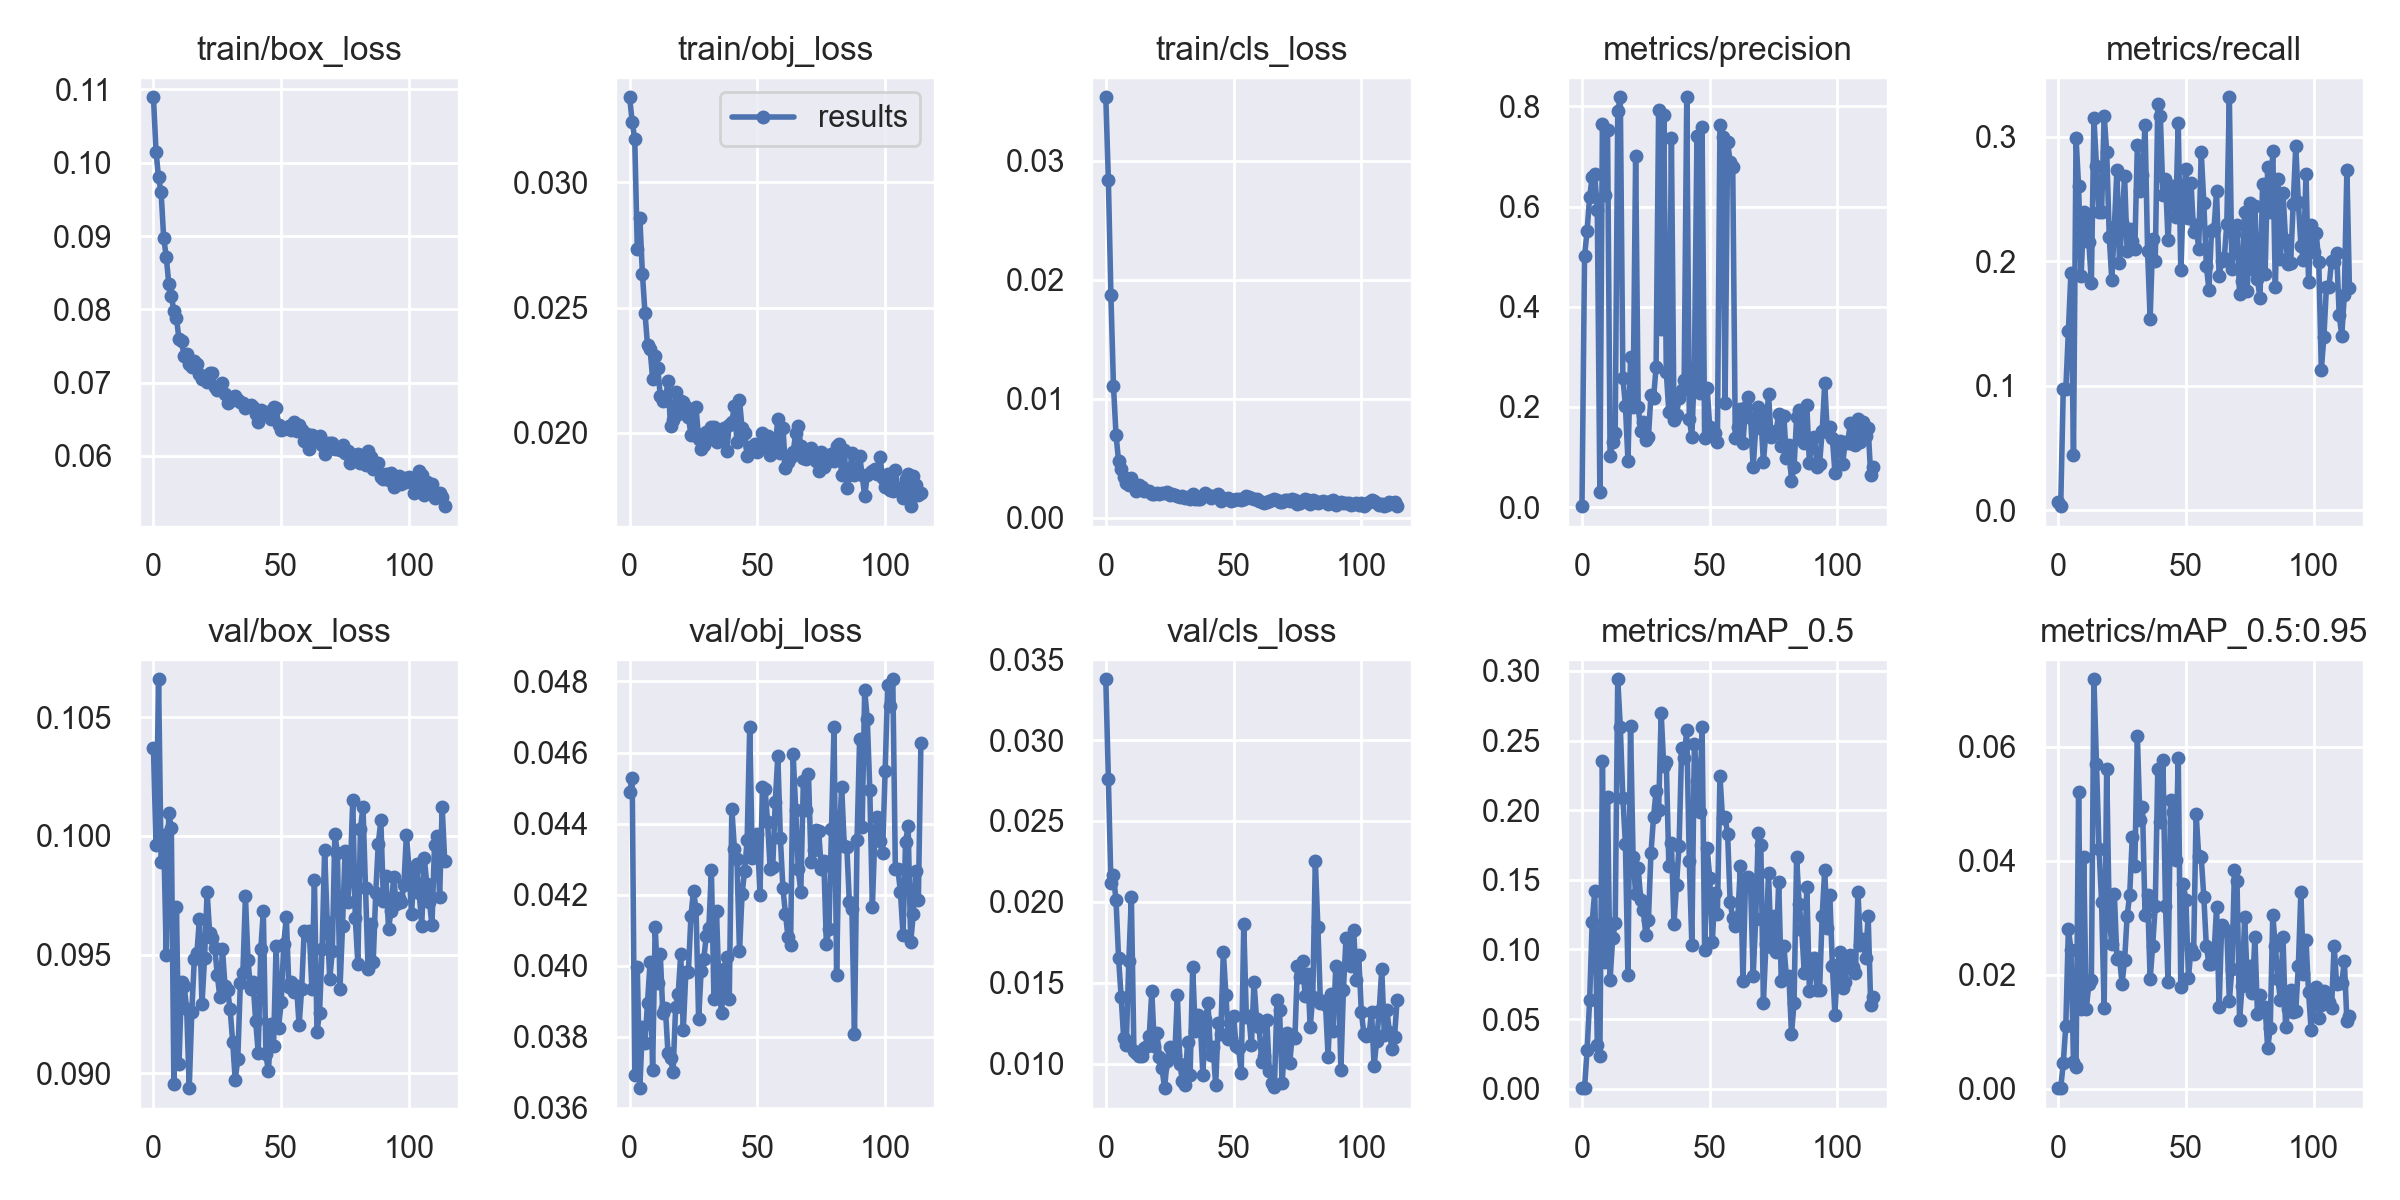 train/box_loss
0.11
0.10
0.09
0.08
0.07
0.06
0 50 100
train/obj_loss
results
0.030
0.025
0.020
0 50 100
train/cls_loss
0.03
0.02
0.01
0.00
0 50 100
metrics/precision
0.8
0.6
0.4
0.2
0.0
0 50 100
metrics/recall
0.3
0.2
0.1
0.0
0 50 100
val/box_loss
0.105
0.100
0.095
0.090
0 50 100
val/obj_loss
0.048
0.046
0.044
0.042
0.040
0.038
0.036
0 50 100
val/cls_loss
0.035
0.030
0.025
0.020
0.015
0.010
0 50 100
metrics/mAP_0.5
0.30
0.25
0.20
0.15
0.10
0.05
0.00
0 50 100
metrics/mAP_0.5:0.95
0.06
0.04
0.02
0.00
0 50 100